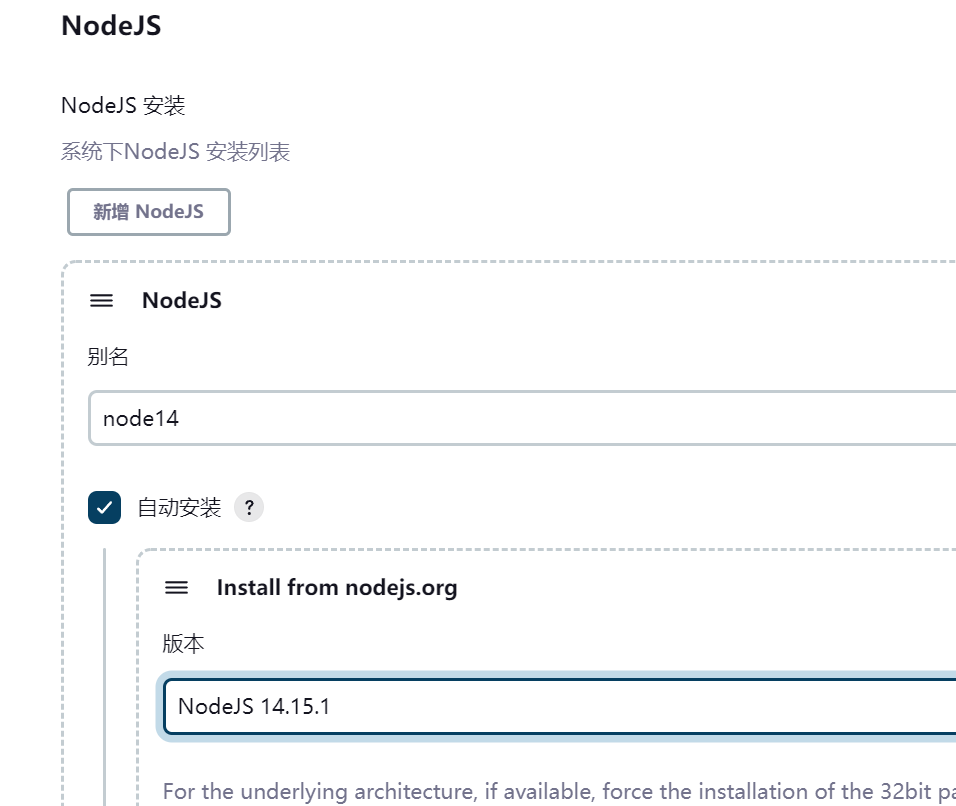 NodeJS
NodeJS 安装
系统下NodeJS 安装列表
新增 NodeJS
NodeJS
别名
node14
自动安装 ?
Install from nodejs.org
版本
NodeJS 14.15.1
For the underlying architecture, if available, force the installation of the 32bit pa